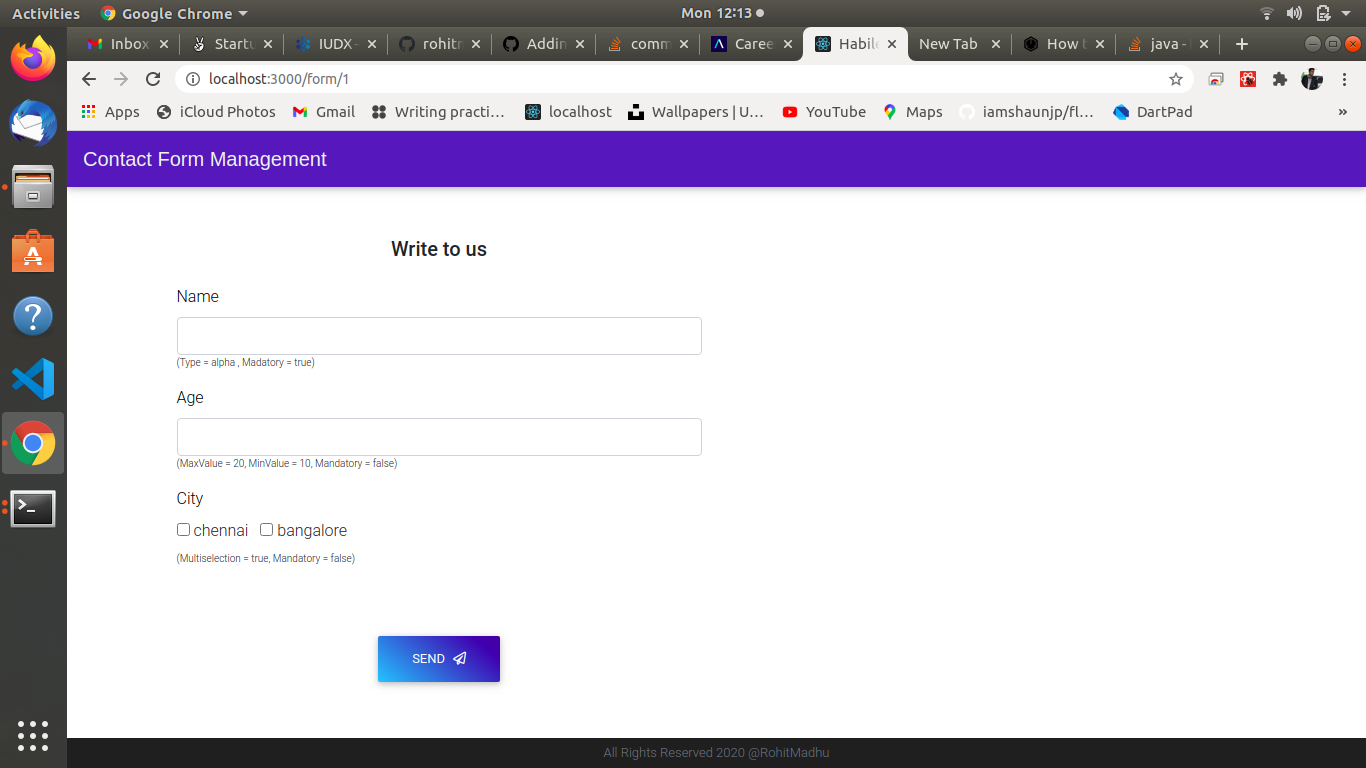 Activities
Google Chrome
Mon 12:13
Inbox
Startu
IUDX -
rohitr
Addin
comm
Caree
Habile
New Tab
How t
java -
localhost:3000/form/1
Apps
iCloud Photos
Gmail
Writing practi...
localhost
Wallpapers | U...
YouTube
Maps
iamshaunjp/fl...
DartPad
»
Contact Form Management
Write to us
Name
(Type = alpha , Madatory = true)
Age
(MaxValue = 20, MinValue = 10, Mandatory = false)
City
chennai bangalore
(Multiselection = true, Mandatory = false)
SEND
All Rights Reserved 2020 @RohitMadhu